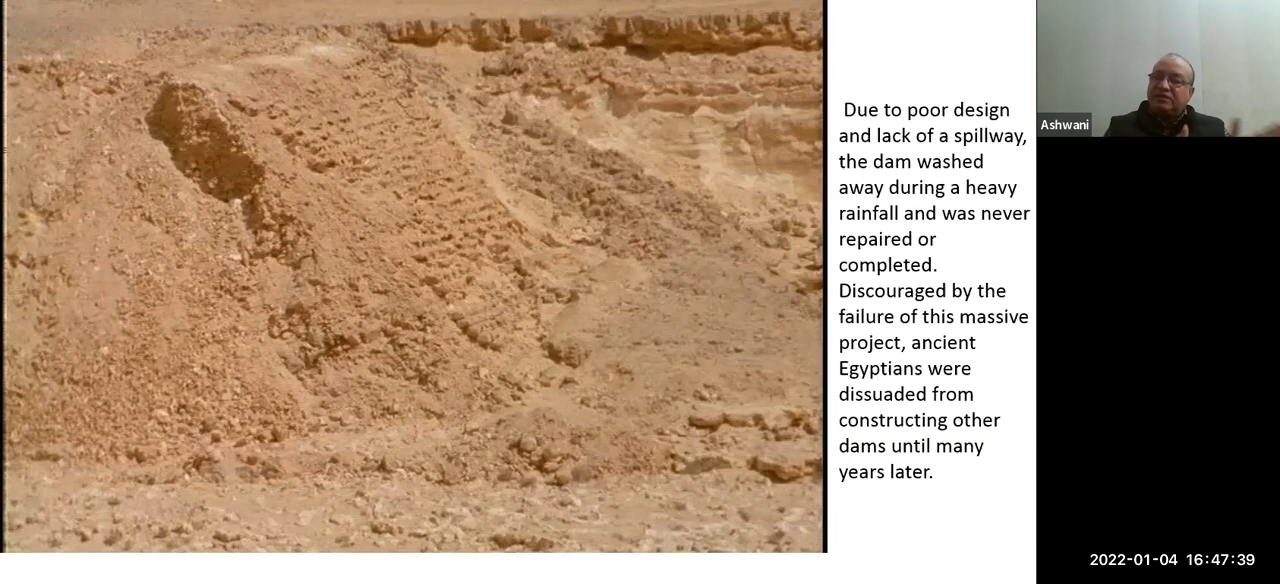 Due to poor design
and lack of a spillway,
the dam washed
away during a heavy
rainfall and was never
repaired or
completed.
Discouraged by the
failure of this massive
project, ancient
Egyptians were
dissuaded from
constructing other
dams until many
years later.
Ashwani
2022-01-04 16:47:39